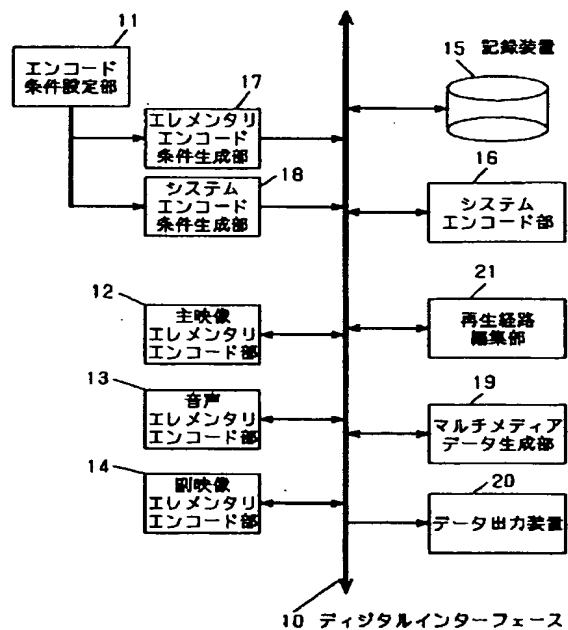 11
エンコード
条件設定部
17
エレメンタリ
エンコード
条件生成部
18
システム
エンコード
条件生成部
12
主映像
エレメンタリ
エンコード部
13
音声
エレメンタリ
エンコード部
14
副映像
エレメンタリ
エンコード部
15 記録装置
16
システム
エンコード部
21
再生経路
編集部
19
マルチメディア
データ生成部
20
データ出力装置
10 ディジタルインターフェース